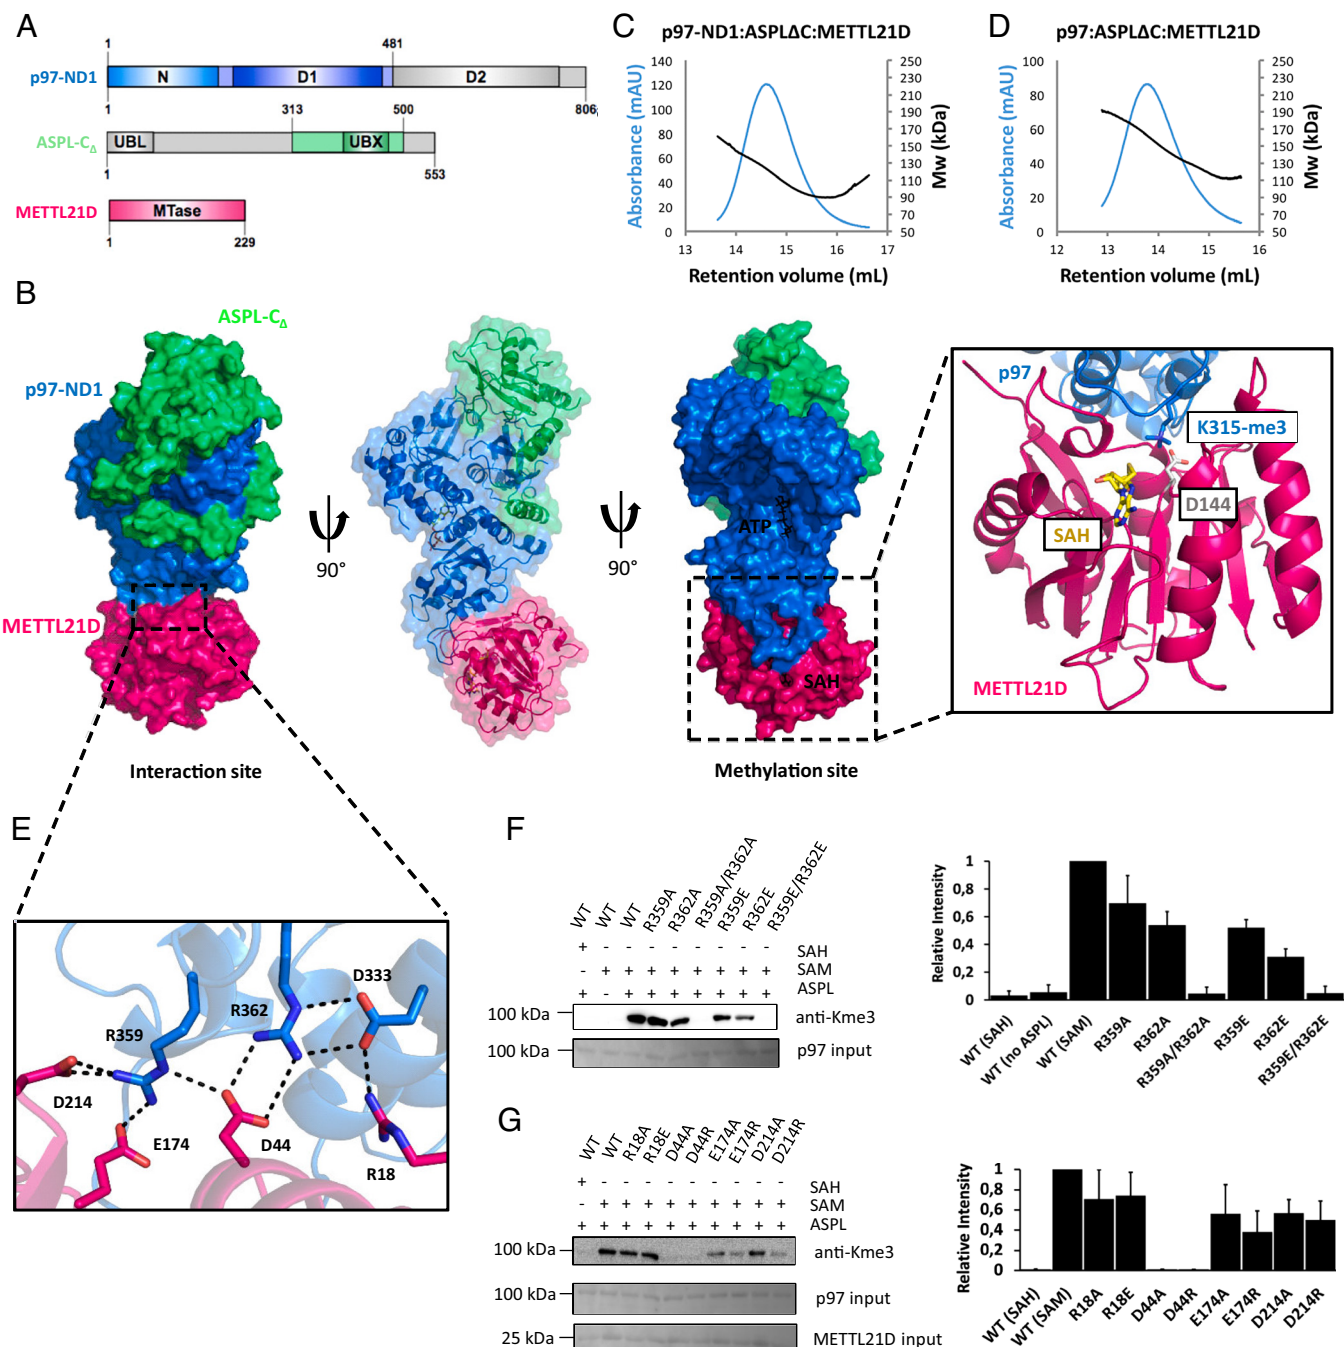 A
1
481
p97-ND1
N
D1
D2
1
313
500
806
ASPL-CΔ
UBL
UBX
1
553
METTL21D
MTase
1
229
C
p97-ND1:ASPLΔC:METTL21D
Absorbance (mAU)
140
120
100
80
60
40
20
0
13
14
15
16
17
250
230
210
190
170
150
130
110
90
70
50
Mw (kDa)
Retention volume (mL)
D
p97:ASPLΔC:METTL21D
Absorbance (mAU)
100
80
60
40
20
0
12
13
14
15
16
250
230
210
190
170
150
130
110
90
70
50
Mw (kDa)
Retention volume (mL)
B
ASPL-CΔ
p97-ND1
METTL21D
90°
90°
ATP
SAH
Interaction site
Methylation site
p97
K315-me3
D144
SAH
METTL21D
E
D333
R362
R359
D214
E174
D44
R18
F
WT
WT
WT
R359A
R362A
R359A/R362A
R359E
R362E
R359E/R362E
+ - - - - - - - - SAH
- + + + + + + + + SAM
+ - + + + + + + + ASPL
100 kDa
anti-Kme3
100 kDa
p97 input
Relative Intensity
1
0,8
0,6
0,4
0,2
0
WT (SAH)
WT (no ASPL)
WT (SAM)
R359A
R362A
R359A/R362A
R359E
R362E
R359E/R362E
G
WT
WT
R18A
R18E
D44A
D44R
E174A
E174R
D214A
D214R
+ - - - - - - - - - SAH
- + + + + + + + + + SAM
+ + + + + + + + + + ASPL
100 kDa
anti-Kme3
100 kDa
p97 input
25 kDa
METTL21D input
Relative Intensity
1
0,8
0,6
0,4
0,2
0
WT (SAH)
WT (SAM)
R18A
R18E
D44A
D44R
E174A
E174R
D214A
D214R